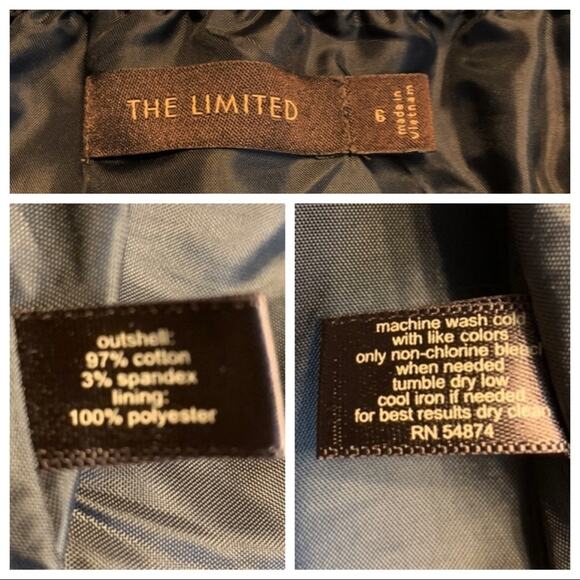 THE LIMITED
6
made in
vietnam
outshell:
97% cotton
3% spandex
lining:
100% polyester
machine wash cold
with like colors
only non-chlorine bleach
when needed
tumble dry low
cool iron if needed
for best results dry clean
RN 54874